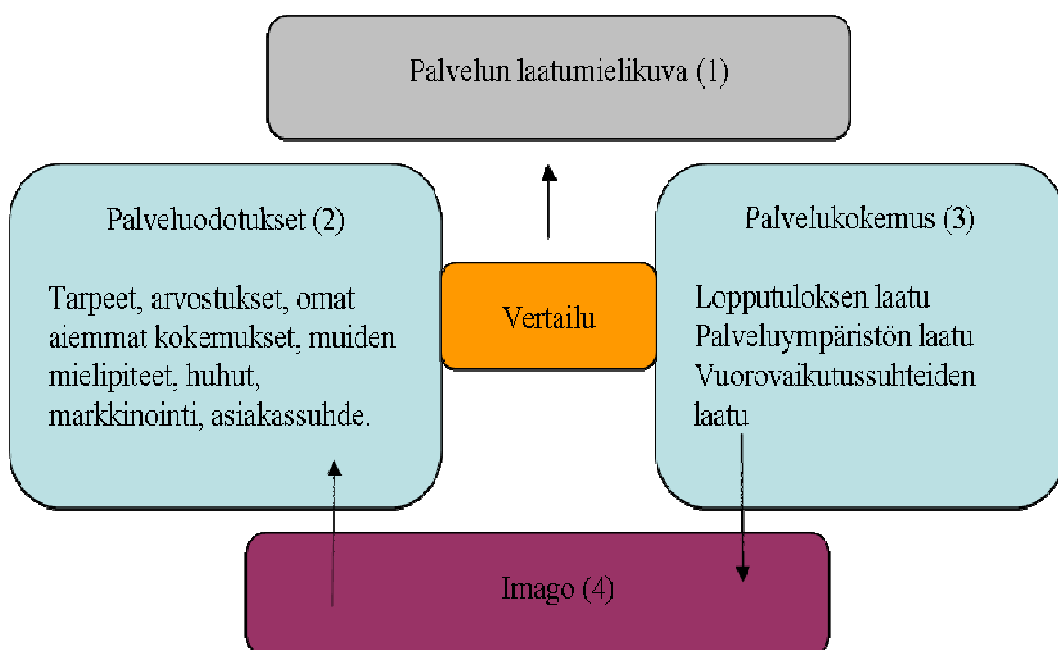 Palvelun laatumielikuva (1)
Palveluodotukset (2)
Tarpeet, arvostukset, omat
aiemmat kokemukset, muiden
mielipiteet, huhut,
markkinointi, asiakassuhde.
Vertailu
Palvelukokemus (3)
Lopputuloksen laatu
Palveluympäristön laatu
Vuorovaikutussuhteiden
laatu
Imago (4)